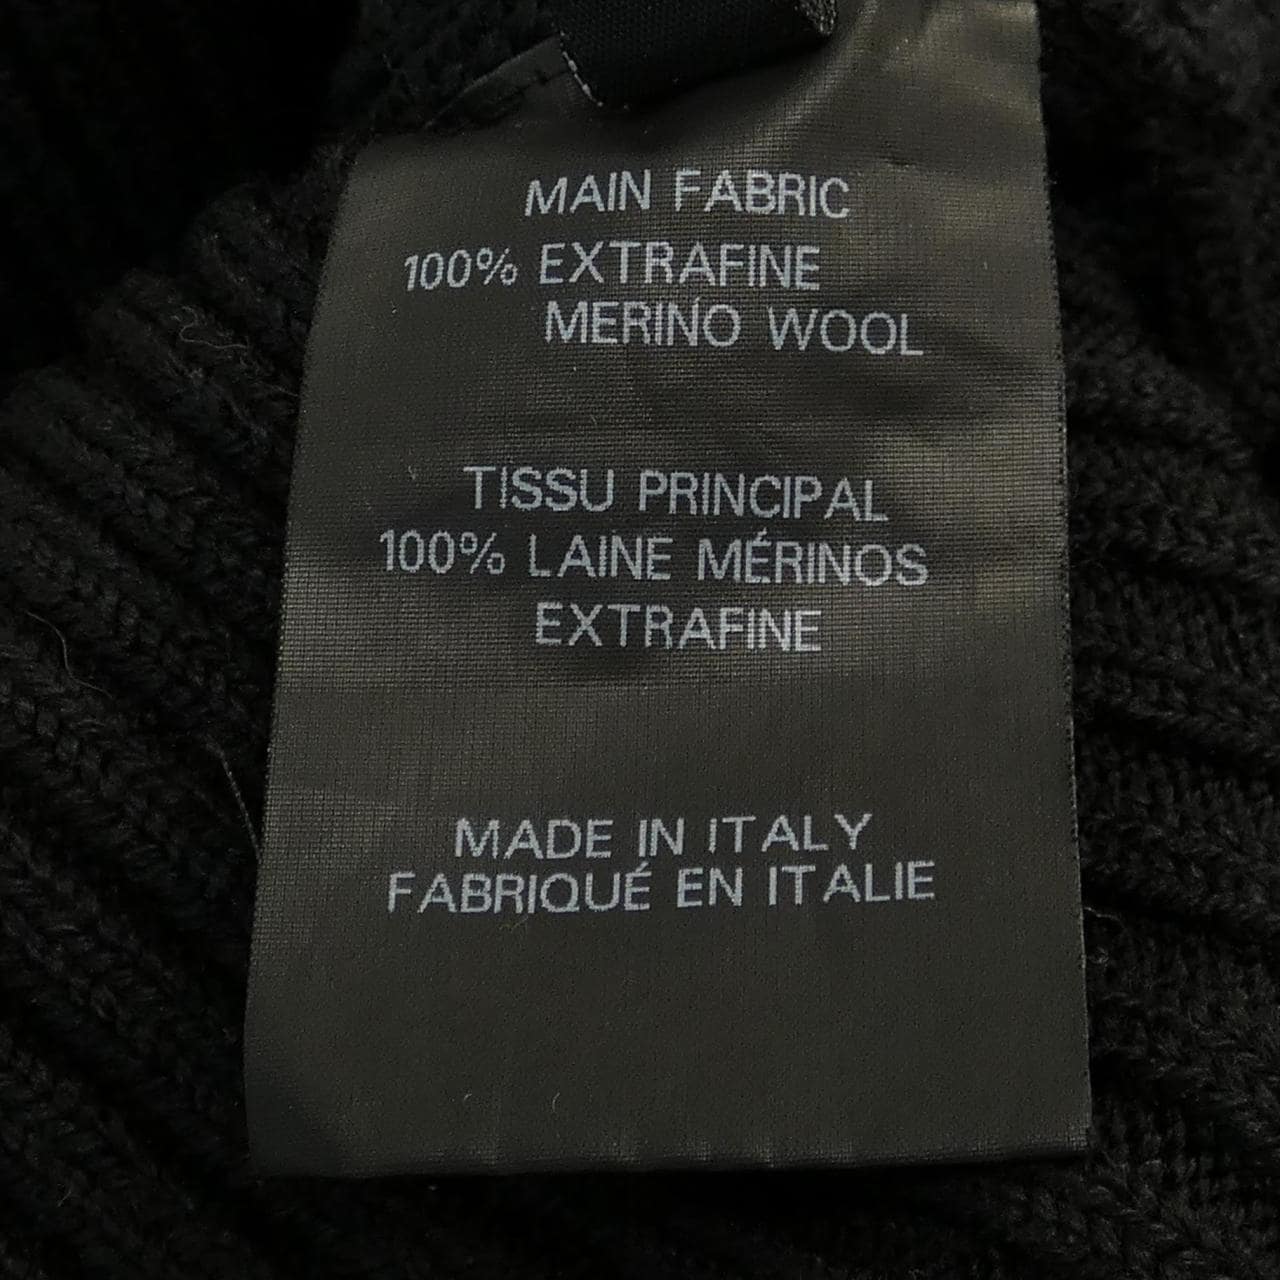 MAIN FABRIC
100% EXTRAFINE
MERINO WOOL
TISSU PRINCIPAL
100% LAINE MÉRINOS
EXTRAFINE
MADE IN ITALY
FABRIQUÉ EN ITALIE